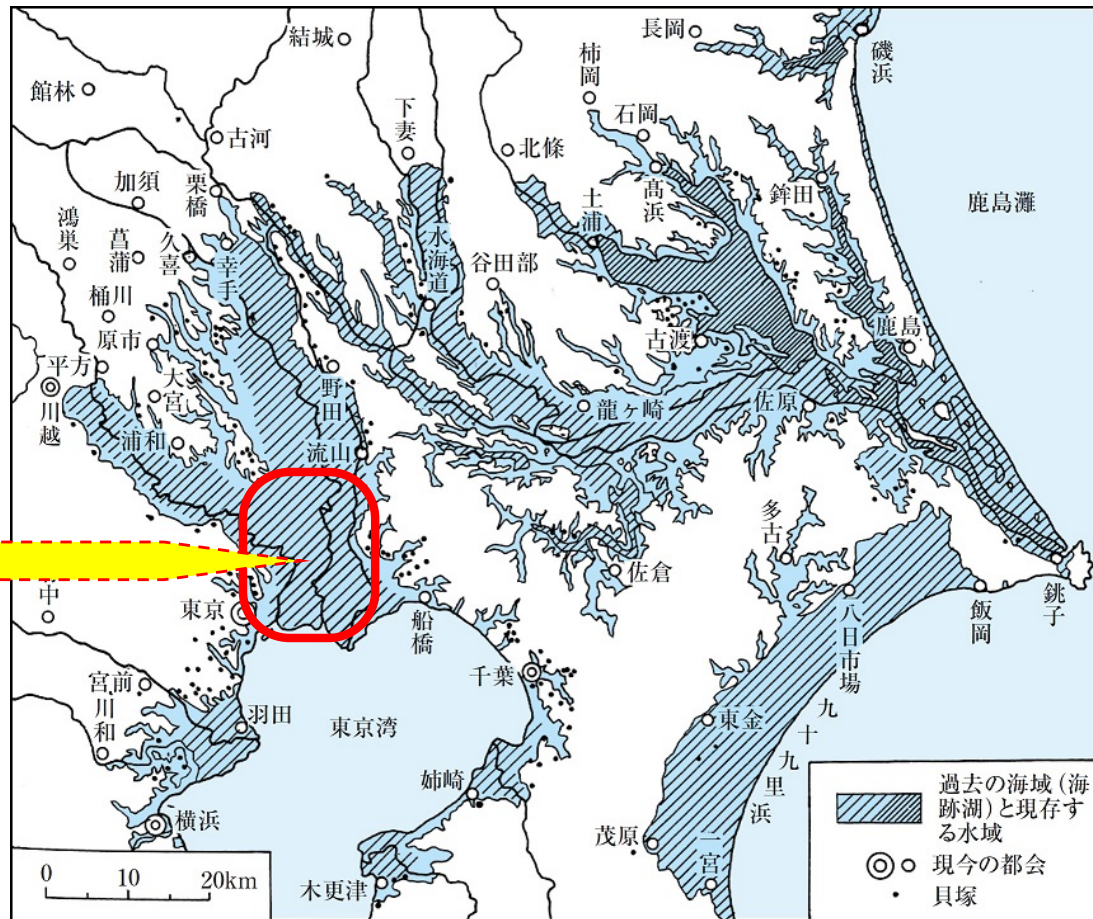 長岡
磯浜
結城
柿岡
館林
下妻
石岡
古河
北條
髙浜
栗橋
加須
鉾田
鹿島灘
鴻巣
菖蒲
久喜
幸手
土浦
水海道
谷田部
桶川
原市
古渡
鹿島
平方
川越
大宮
野田
龍ヶ崎
佐原
浦和
流山
多古
佐倉
中
東京
船橋
八日市場
飯岡
銚子
宮前
千葉
川和
羽田
東京湾
東金
九十九里浜
姉崎
横浜
茂原
一宮
木更津
0 10 20km
過去の海域(海
跡湖)と現存す
る水域
現今の都会
貝塚